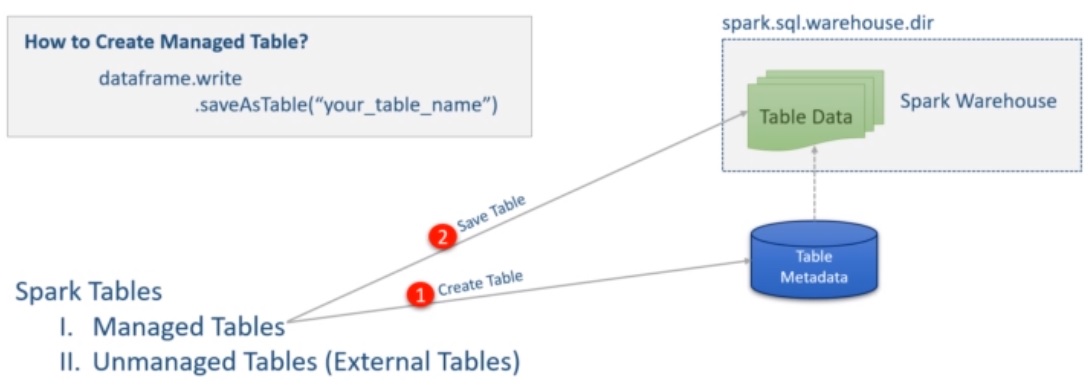 How to Create Managed Table?
dataframe.write
.saveAsTable(“your_table_name”)
spark.sql.warehouse.dir
Table Data
Spark Warehouse
2 Save Table
1 Create Table
Table
Metadata
Spark Tables
I. Managed Tables
II. Unmanaged Tables (External Tables)